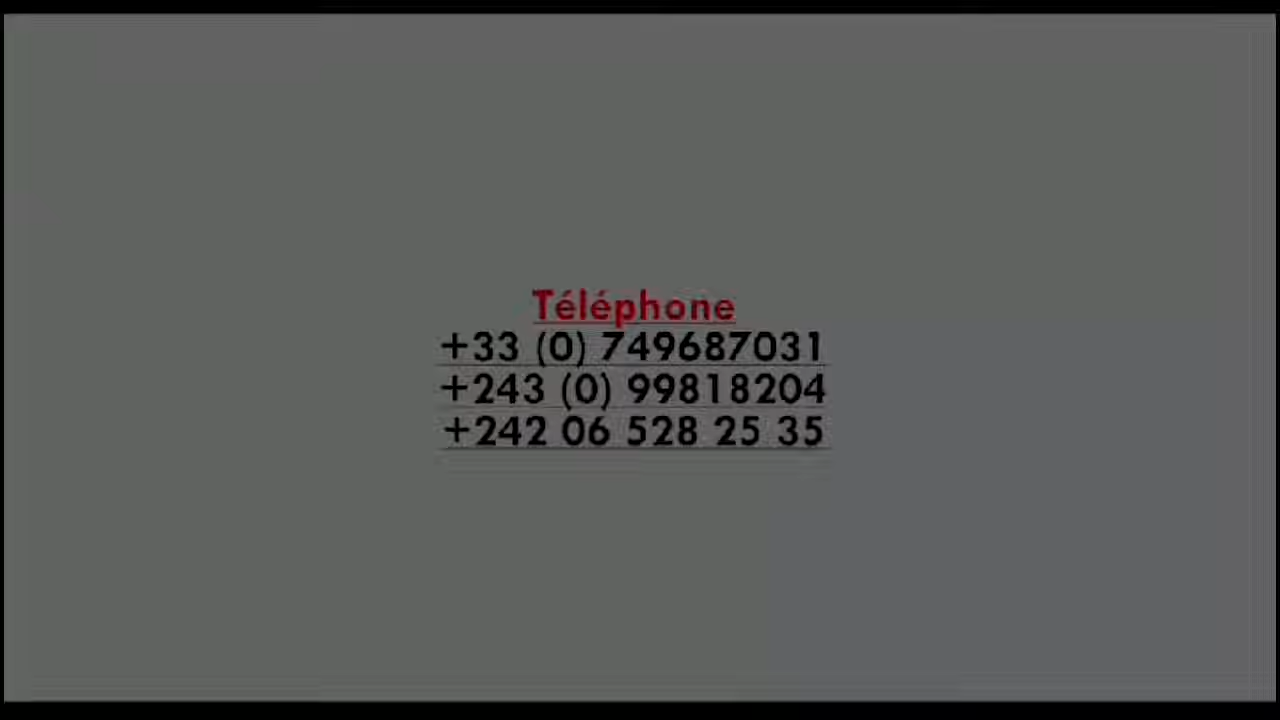 Téléphone
+33 (0) 749687031
+243 (0) 99818204
+242 06 528 25 35